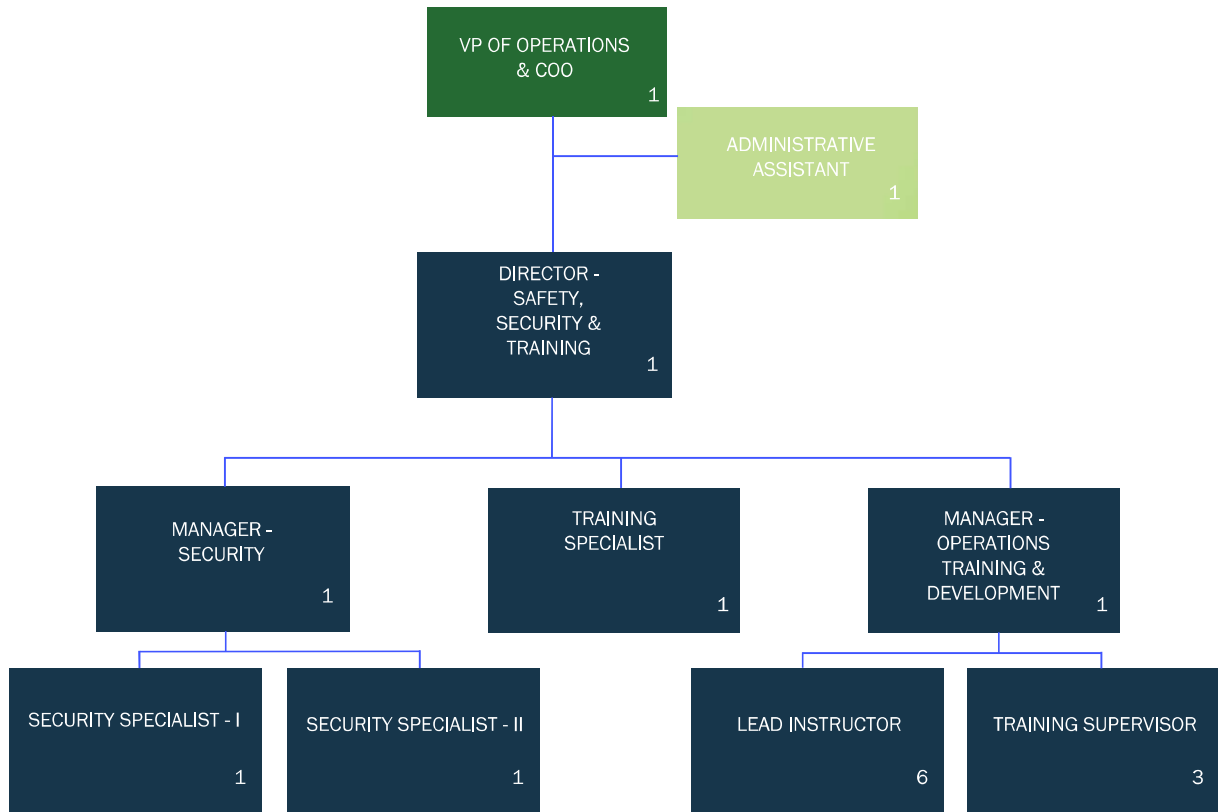 VP OF OPERATIONS
& COO
1
ADMINISTRATIVE
ASSISTANT
1
DIRECTOR -
SAFETY,
SECURITY &
TRAINING
1
MANAGER -
SECURITY
1
TRAINING
SPECIALIST
1
MANAGER -
OPERATIONS
TRAINING &
DEVELOPMENT
1
SECURITY SPECIALIST - I
1
SECURITY SPECIALIST - II
1
LEAD INSTRUCTOR
6
TRAINING SUPERVISOR
3